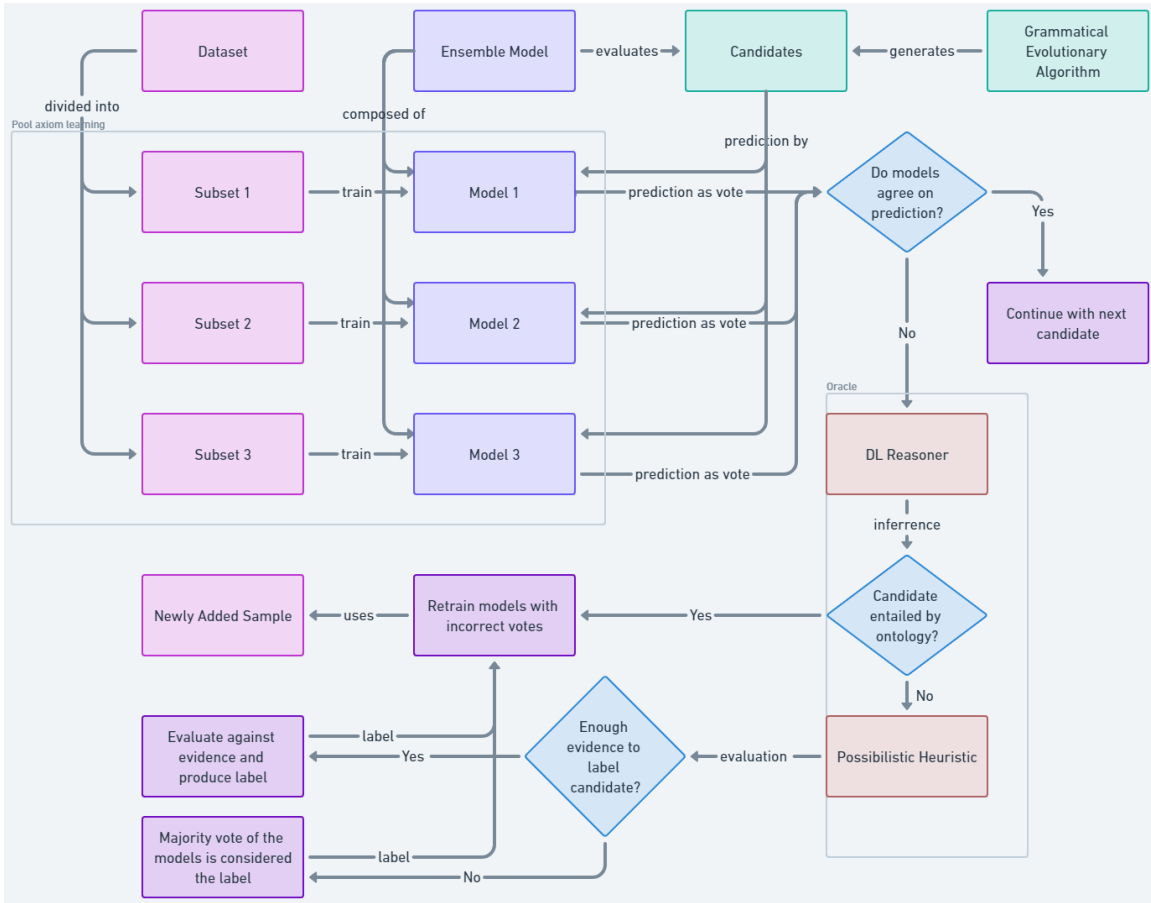 Dataset
Ensemble Model
evaluates
Candidates
generates
Grammatical
Evolutionary
Algorithm
divided into
composed of
Pool axiom learning
prediction by
Subset 1
train
Model 1
prediction as vote
Do models
agree on
prediction?
Yes
Subset 2
train
Model 2
prediction as vote
Continue with next
candidate
No
Oracle
Subset 3
train
Model 3
prediction as vote
DL Reasoner
inferrence
Newly Added Sample
uses
Retrain models with
incorrect votes
Yes
Candidate
entailed by
ontology?
No
Evaluate against
evidence and
produce label
label
Yes
Enough
evidence to
label
candidate?
evaluation
Possibilistic Heuristic
Majority vote of the
models is considered
the label
label
No